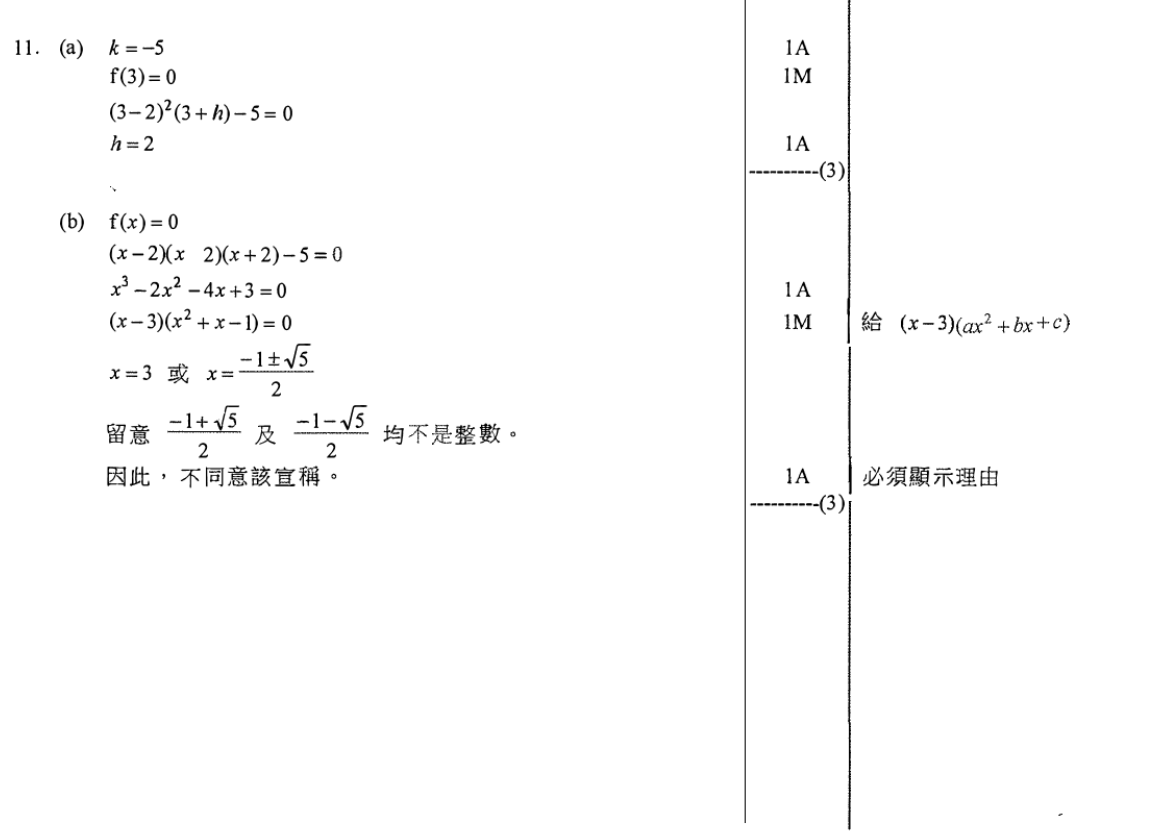 11. (a) k = −5 1A
f(3) = 0 1M
(3−2)²(3+h)−5 = 0
h = 2 1A
----------(3)
(b) f(x) = 0
(x−2)(x 2)(x+2)−5 = 0
x³ −2x² −4x+3 = 0 1A
(x−3)(x² + x −1) = 0 1M 給 (x−3)(ax² + bx + c)
x = 3 或 x = (−1±√5)/2
留意 (−1+√5)/2 及 (−1−√5)/2 均不是整數。
因此，不同意該宣稱。 1A 必須顯示理由
----------(3)